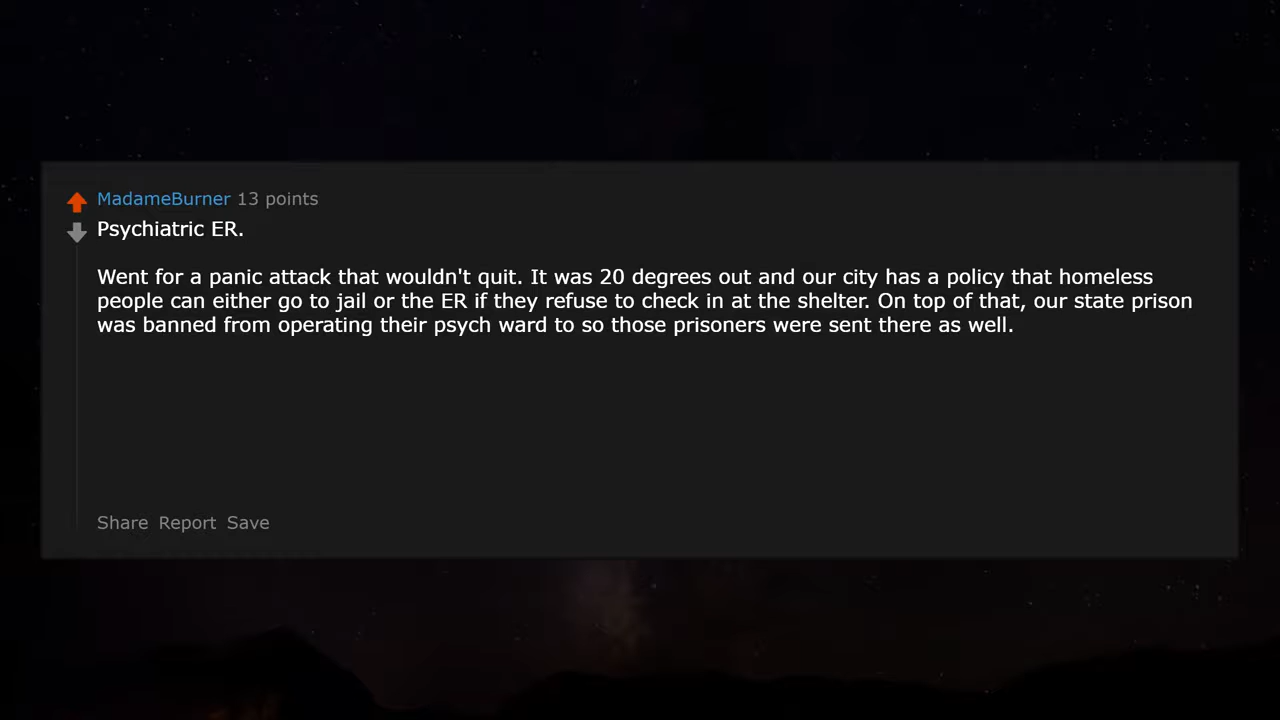 MadameBurner 13 points
Psychiatric ER.
Went for a panic attack that wouldn't quit. It was 20 degrees out and our city has a policy that homeless
people can either go to jail or the ER if they refuse to check in at the shelter. On top of that, our state prison
was banned from operating their psych ward to so those prisoners were sent there as well.
Share Report Save